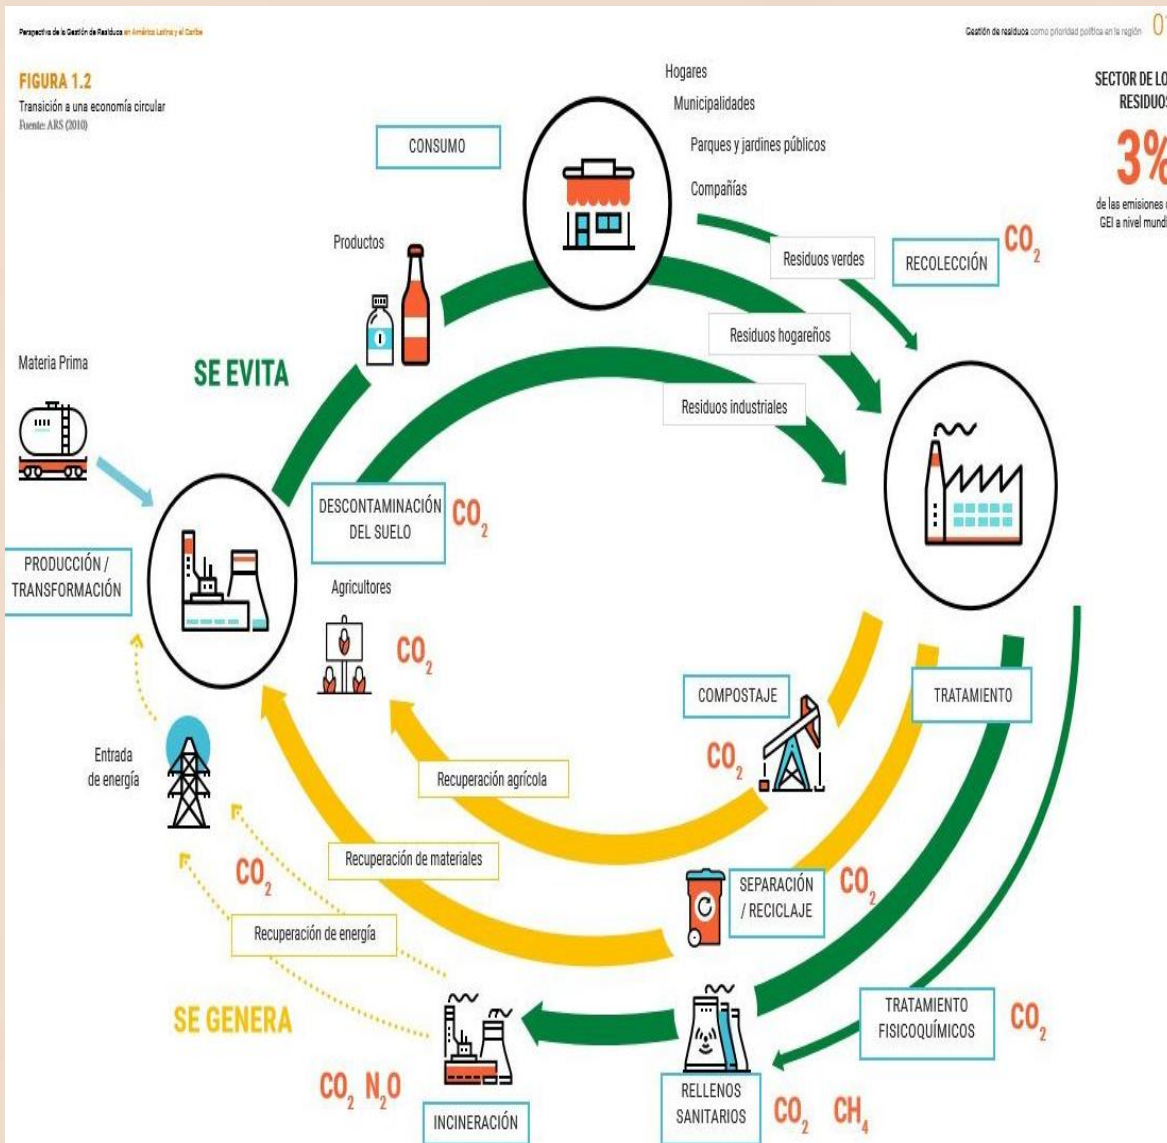 Perspectiva de la Gestión de Residuos en América Latina y el Caribe
Gestión de residuos como prioridad política en la región
FIGURA 1.2
Transición a una economía circular
Fuente: ARS (2010)
SECTOR DE LO
RESIDUOS
3%
de las emisiones
GEI a nivel mundi
Hogares
Municipalidades
Parques y jardines públicos
Compañías
CONSUMO
Productos
Residuos verdes
RECOLECCIÓN
CO2
Residuos hogareños
Residuos industriales
SE EVITA
Materia Prima
DESCONTAMINACIÓN
DEL SUELO
CO2
PRODUCCIÓN /
TRANSFORMACIÓN
Agricultores
CO2
COMPOSTAJE
CO2
TRATAMIENTO
Entrada
de energía
Recuperación agrícola
Recuperación de materiales
CO2
SEPARACIÓN
/ RECICLAJE
CO2
Recuperación de energía
SE GENERA
TRATAMIENTO
FISICOQUÍMICOS
CO2
CO2 N2O
INCINERACIÓN
RELLENOS
SANITARIOS
CO2 CH4